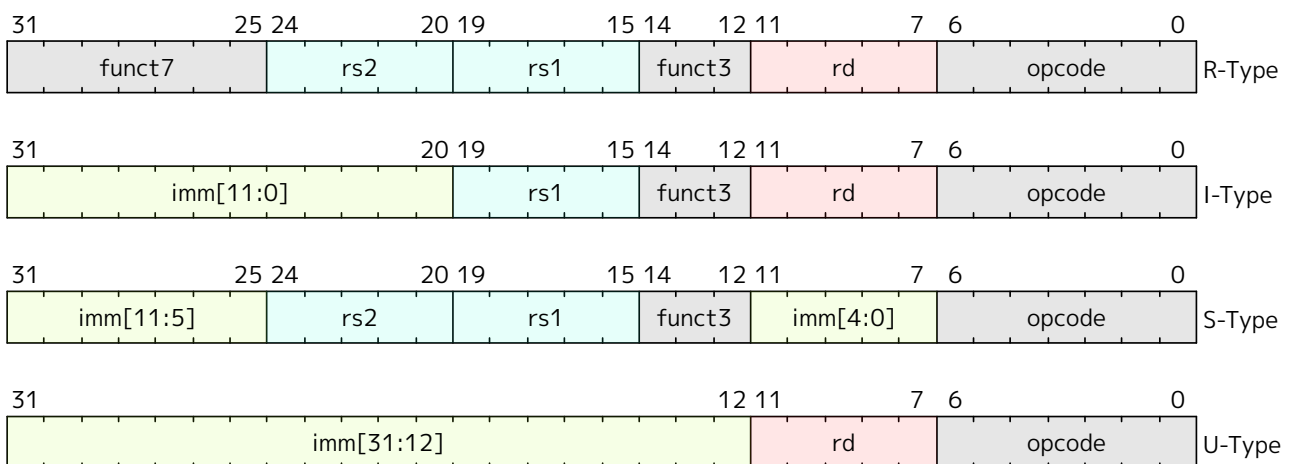 31 25 24 20 19 15 14 12 11 7 6 0
funct7 rs2 rs1 funct3 rd opcode R-Type
31 20 19 15 14 12 11 7 6 0
imm[11:0] rs1 funct3 rd opcode I-Type
31 25 24 20 19 15 14 12 11 7 6 0
imm[11:5] rs2 rs1 funct3 imm[4:0] opcode S-Type
31 12 11 7 6 0
imm[31:12] rd opcode U-Type